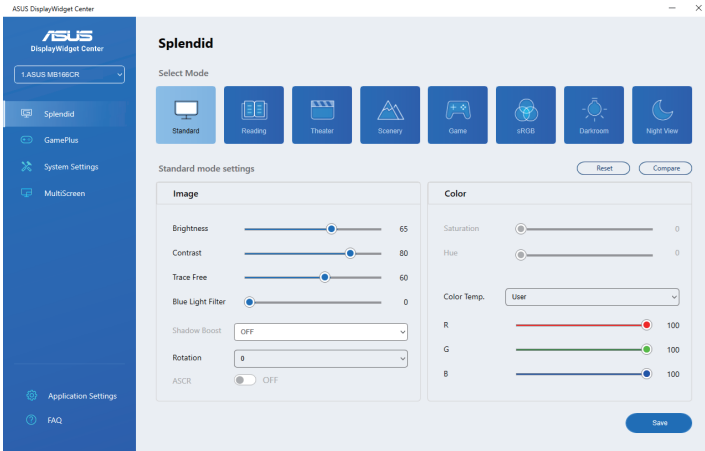 ASUS DisplayWidget Center
ASUS
DisplayWidget Center
1.ASUS MB166CR
Splendid
GamePlus
System Settings
MultiScreen
Application Settings
FAQ
Splendid
Select Mode
Standard
Reading
Theater
Scenery
Game
sRGB
Darkroom
Night View
Standard mode settings
Reset
Compare
Image
Brightness 65
Contrast 80
Trace Free 60
Blue Light Filter 0
Shadow Boost OFF
Rotation 0
ASCR OFF
Color
Saturation 0
Hue 0
Color Temp. User
R 100
G 100
B 100
Save